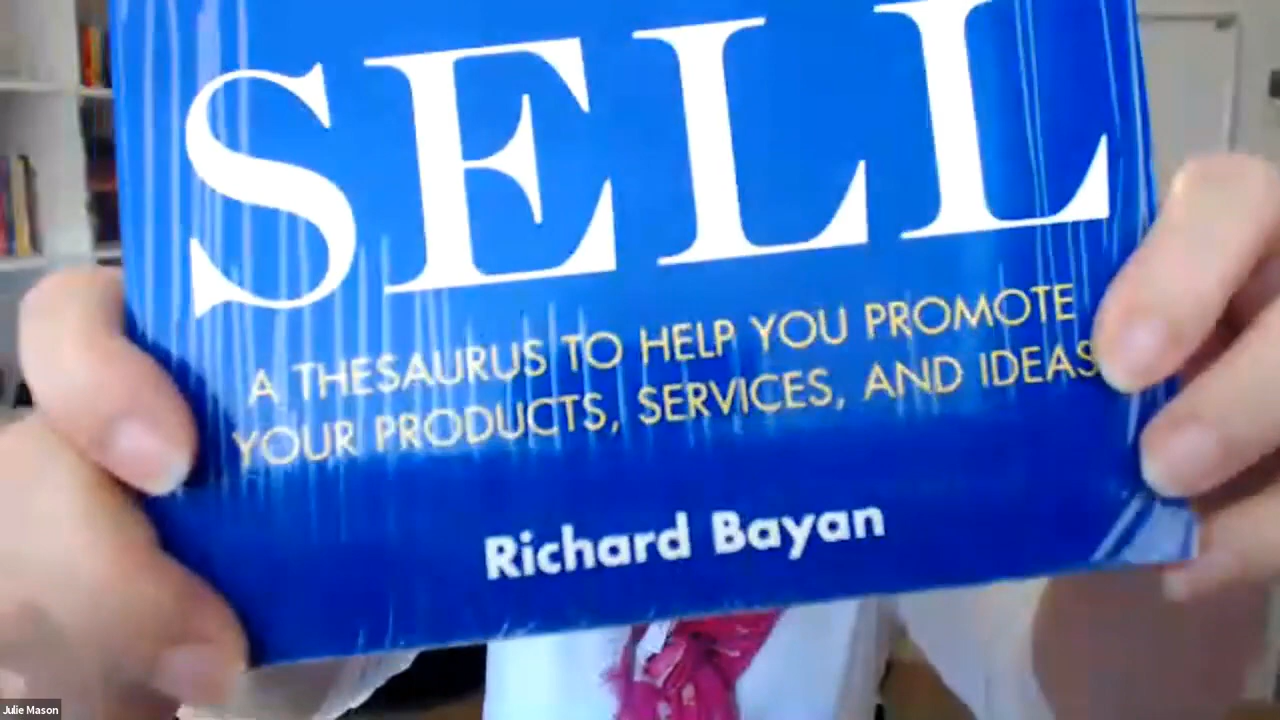 SELL
A THESAURUS TO HELP YOU PROMOTE
YOUR PRODUCTS, SERVICES, AND IDEAS
Richard Bayan
Julie Mason